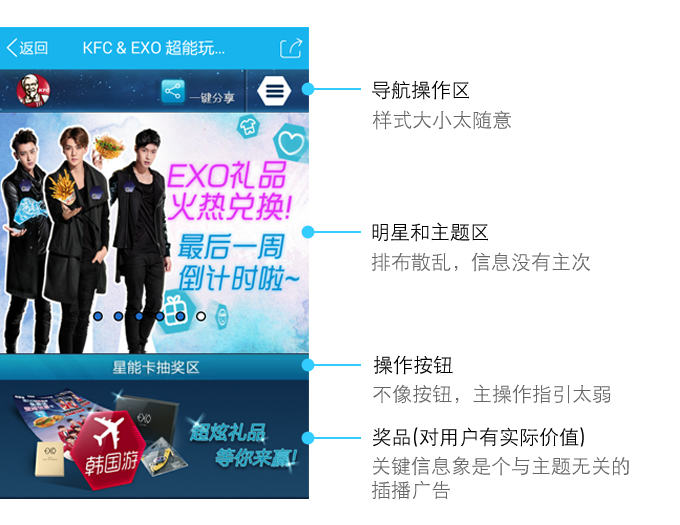 返回
KFC & EXO 超能玩...
KFC
一键分享
导航操作区
样式大小太随意
EXO礼品
火热兑换!
最后一周
倒计时啦~
明星和主题区
排布散乱，信息没有主次
星能卡抽奖区
操作按钮
不像按钮，主操作指引太弱
EXO
韩国游
超炫礼品
等你来赢!
奖品(对用户有实际价值)
关键信息象是个与主题无关的
插播广告